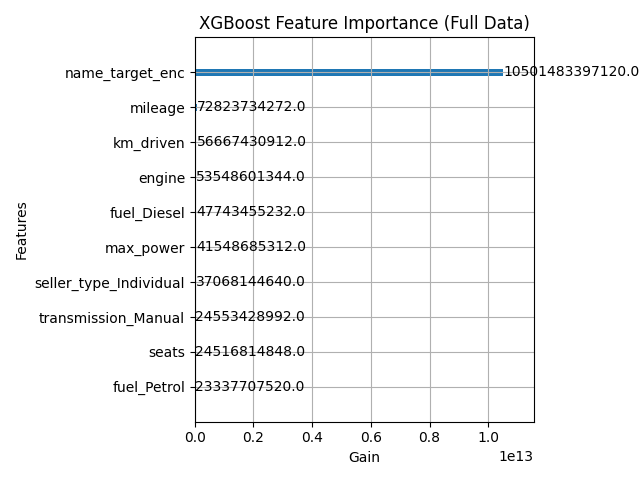 XGBoost Feature Importance (Full Data)
name_target_enc 10501483397120.0
mileage 72823734272.0
km_driven 56667430912.0
engine 53548601344.0
fuel_Diesel 47743455232.0
max_power 41548685312.0
seller_type_Individual 37068144640.0
transmission_Manual 24553428992.0
seats 24516814848.0
fuel_Petrol 23337707520.0
Features
0.0 0.2 0.4 0.6 0.8 1.0
1e13
Gain